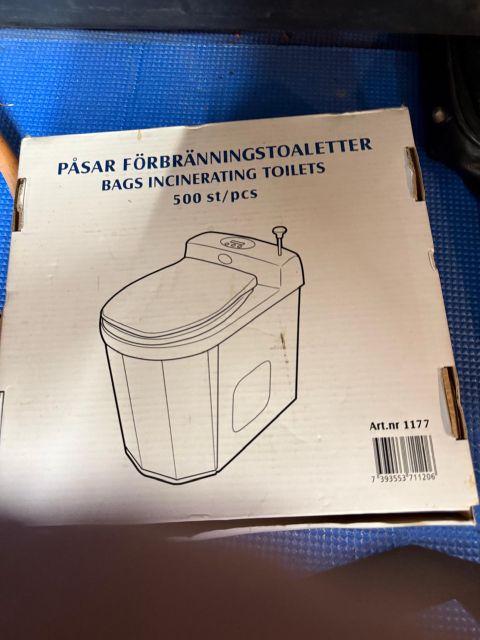 PÅSAR FÖRBRÄNNINGSTOALETTER
BAGS INCINERATING TOILETS
500 st/pcs
Art.nr 1177
7 393553 711206